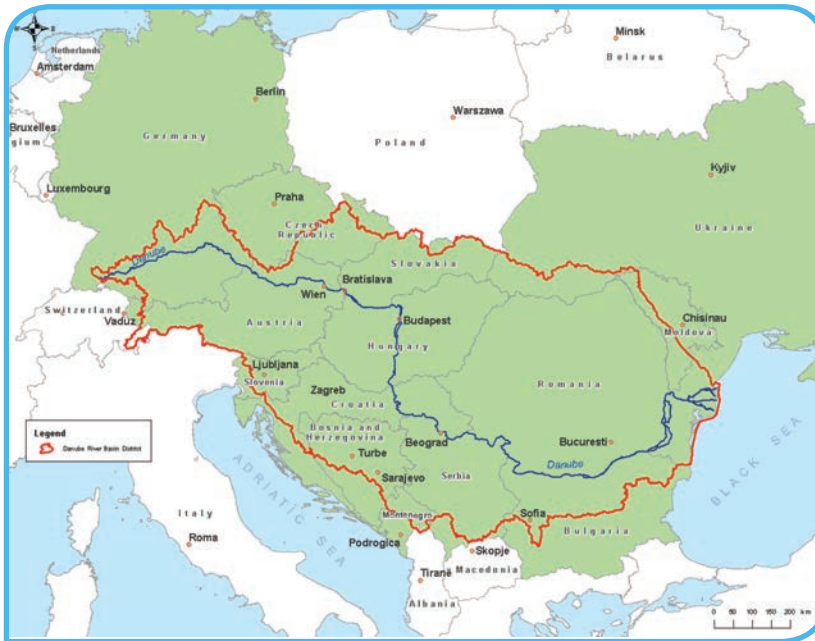 N
W
E
S
Netherlands
Amsterdam
Berlin
Minsk
Belarus
Warszawa
Bruxelles
gium
Germany
Poland
Luxembourg
Praha
Kyjiv
Czech
Republic
Ukraine
Danube
Slovakia
Bratislava
Wien
Switzerland
Vaduz
Austria
Budapest
Hungary
Chisinau
Moldova
Ljubljana
Slovenia
Zagreb
Croatia
Romania
Bosnia and
Herzegovina
Beograd
Bucuresti
Danube
Legend
Danube River Basin District
Turbe
Serbia
Sarajevo
ADRIATIC SEA
BLACK SEA
Italy
Montenegro
Sofia
Bulgaria
Roma
Podrogica
Skopje
Macedonia
Tiranë
Albania
0 50 100 150 200 km